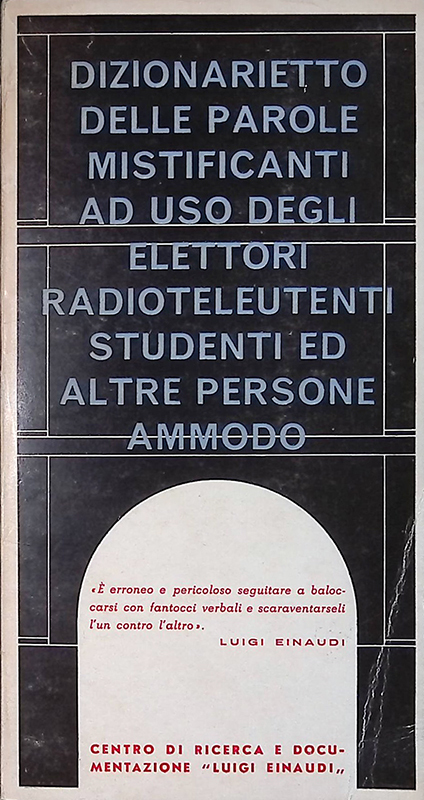 DIZIONARIETTO
DELLE PAROLE
MISTIFICANTI
AD USO DEGLI
ELETTORI
RADIOTELEUTENTI
STUDENTI ED
ALTRE PERSONE
AMMODO
«È erroneo e pericoloso seguitare a baloc-
carsi con fantocci verbali e scaraventarseli
l'un contro l'altro».
LUIGI EINAUDI
CENTRO DI RICERCA E DOCU-
MENTAZIONE "LUIGI EINAUDI„